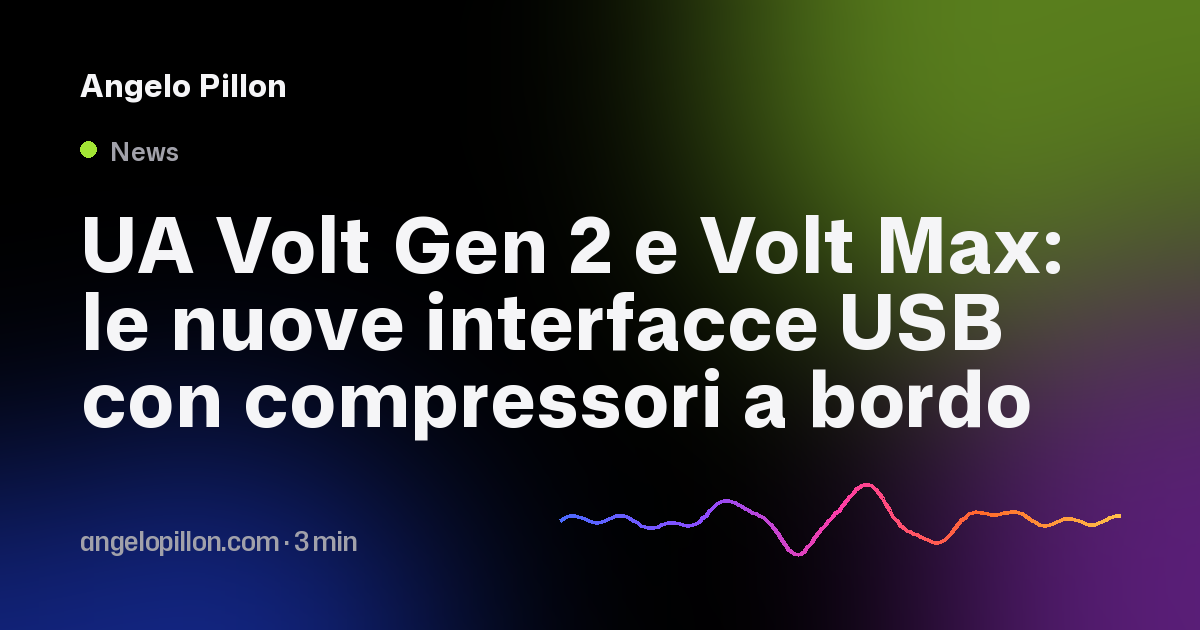 Angelo Pillon
News
UA Volt Gen 2 e Volt Max:
le nuove interfacce USB
con compressori a bordo
angelopillon.com · 3 min